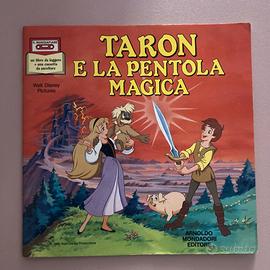 un libro da leggere
e una cassetta
da ascoltare
Walt Disney
Pictures
TARON
E LA PENTOLA
MAGICA
ARNOLDO
MONDADORI
EDITORE